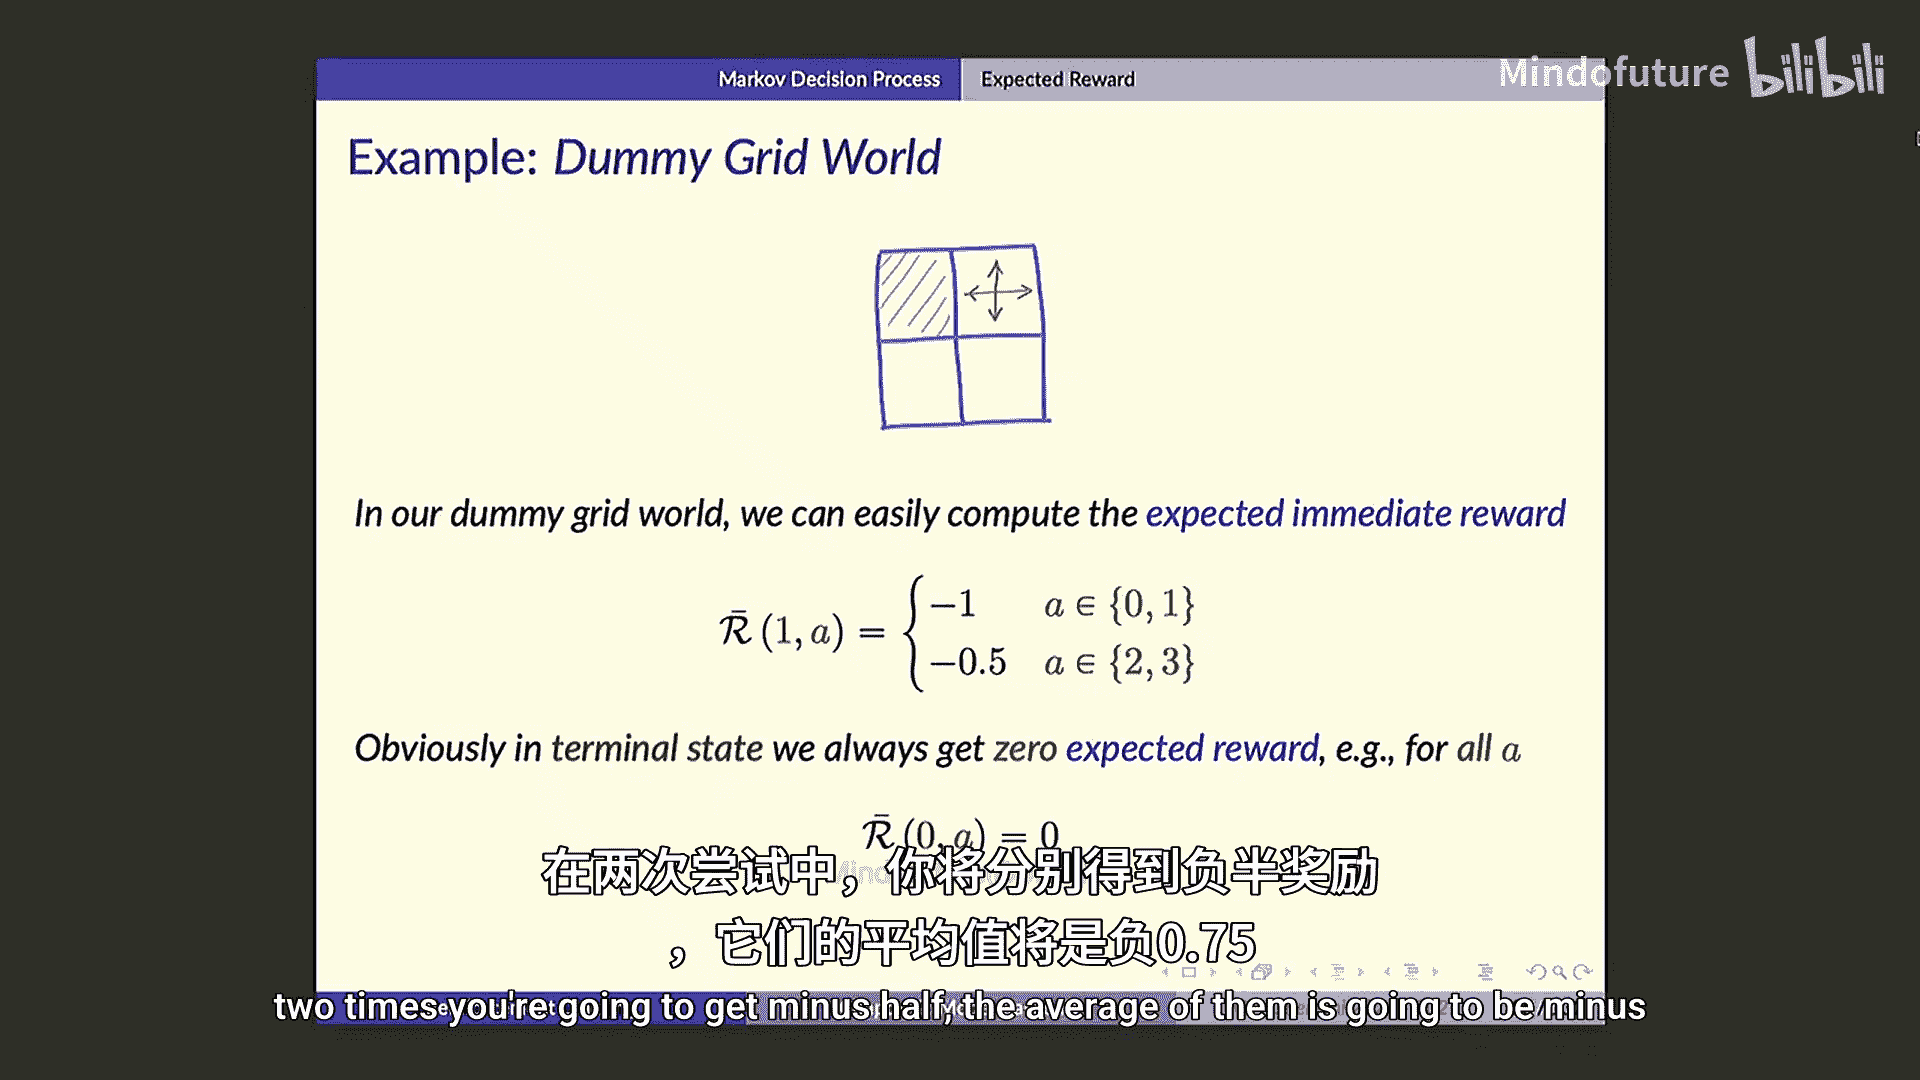 Mindofuture bilibili
Markov Decision Process Expected Reward
Example: Dummy Grid World
In our dummy grid world, we can easily compute the expected immediate reward
R̄ (1, a) = { −1 a ∈ {0, 1}
−0.5 a ∈ {2, 3}
Obviously in terminal state we always get zero expected reward, e.g., for all a
R̄ (0, a) = 0
在两次尝试中，你将分别得到负半奖励
，它们的平均值将是负0.75
two times you're going to get minus half, the average of them is going to be minus